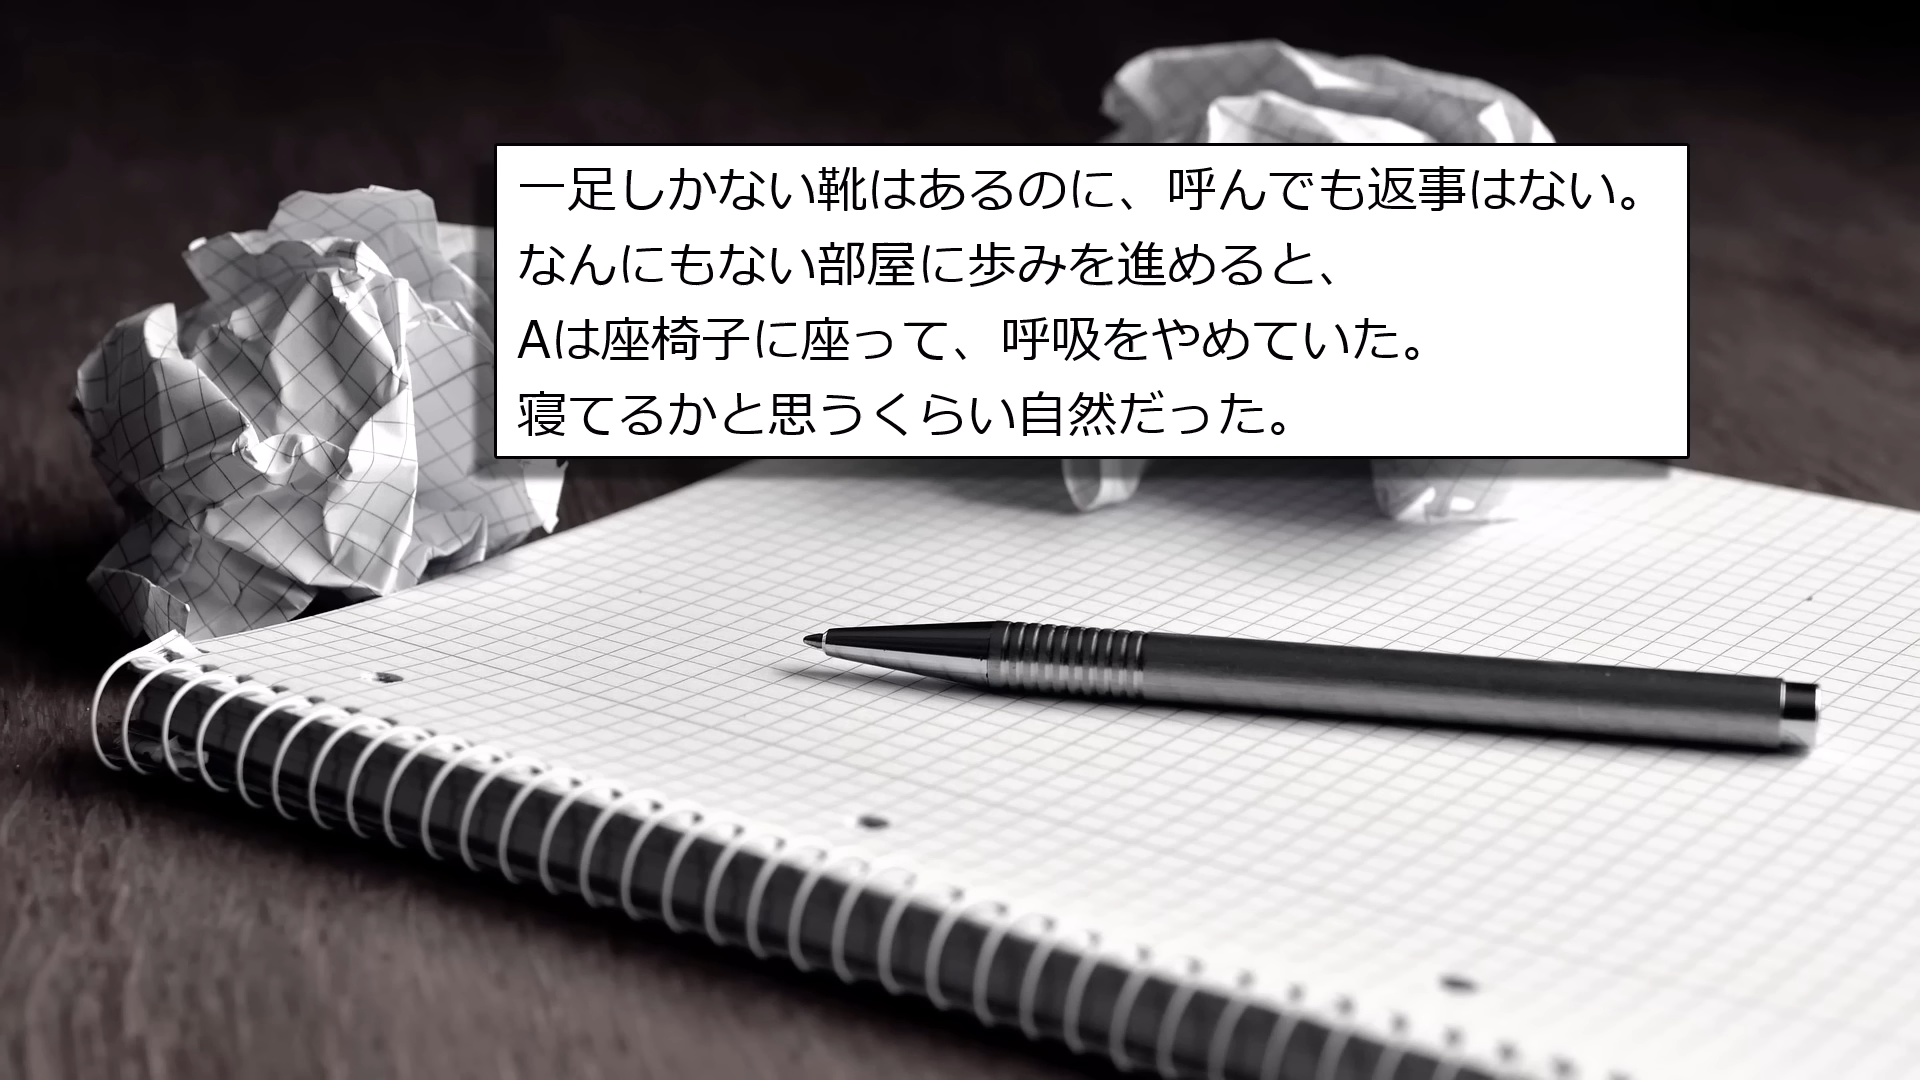 一足しかない靴はあるのに、呼んでも返事はない。
なんにもない部屋に歩みを進めると、
Aは座椅子に座って、呼吸をやめていた。
寝てるかと思うくらい自然だった。